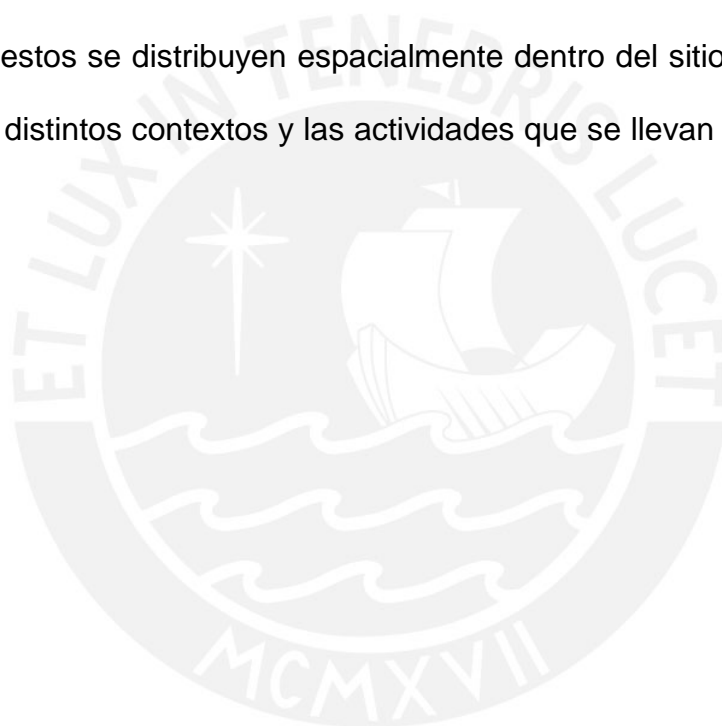 estos se distribuyen espacialmente dentro del sitio
distintos contextos y las actividades que se llevan
ET LUX IN TENEBRIS LUCET
MCMXVII